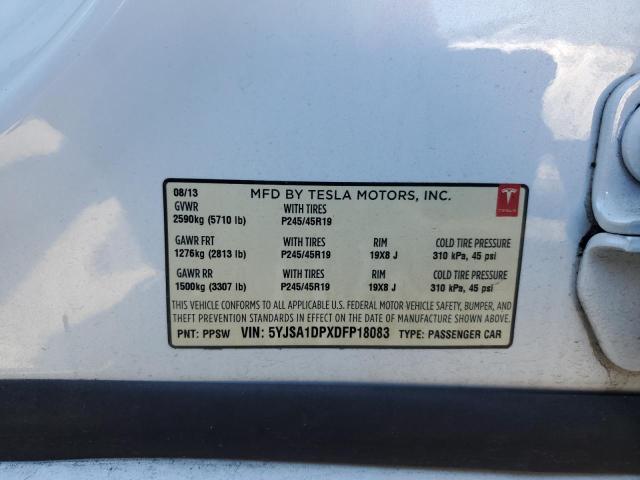 08/13 MFD BY TESLA MOTORS, INC.
GVWR WITH TIRES
2590kg (5710 lb) P245/45R19
TESLA
GAWR FRT WITH TIRES RIM COLD TIRE PRESSURE
1276kg (2813 lb) P245/45R19 19X8 J 310 kPa, 45 psi
GAWR RR WITH TIRES RIM COLD TIRE PRESSURE
1500kg (3307 lb) P245/45R19 19X8 J 310 kPa, 45 psi
THIS VEHICLE CONFORMS TO ALL APPLICABLE U.S. FEDERAL MOTOR VEHICLE SAFETY, BUMPER, AND
THEFT PREVENTION STANDARDS IN EFFECT ON THE DATE OF MANUFACTURE SHOWN ABOVE.
PNT: PPSW VIN: 5YJSA1DPXDFP18083 TYPE: PASSENGER CAR